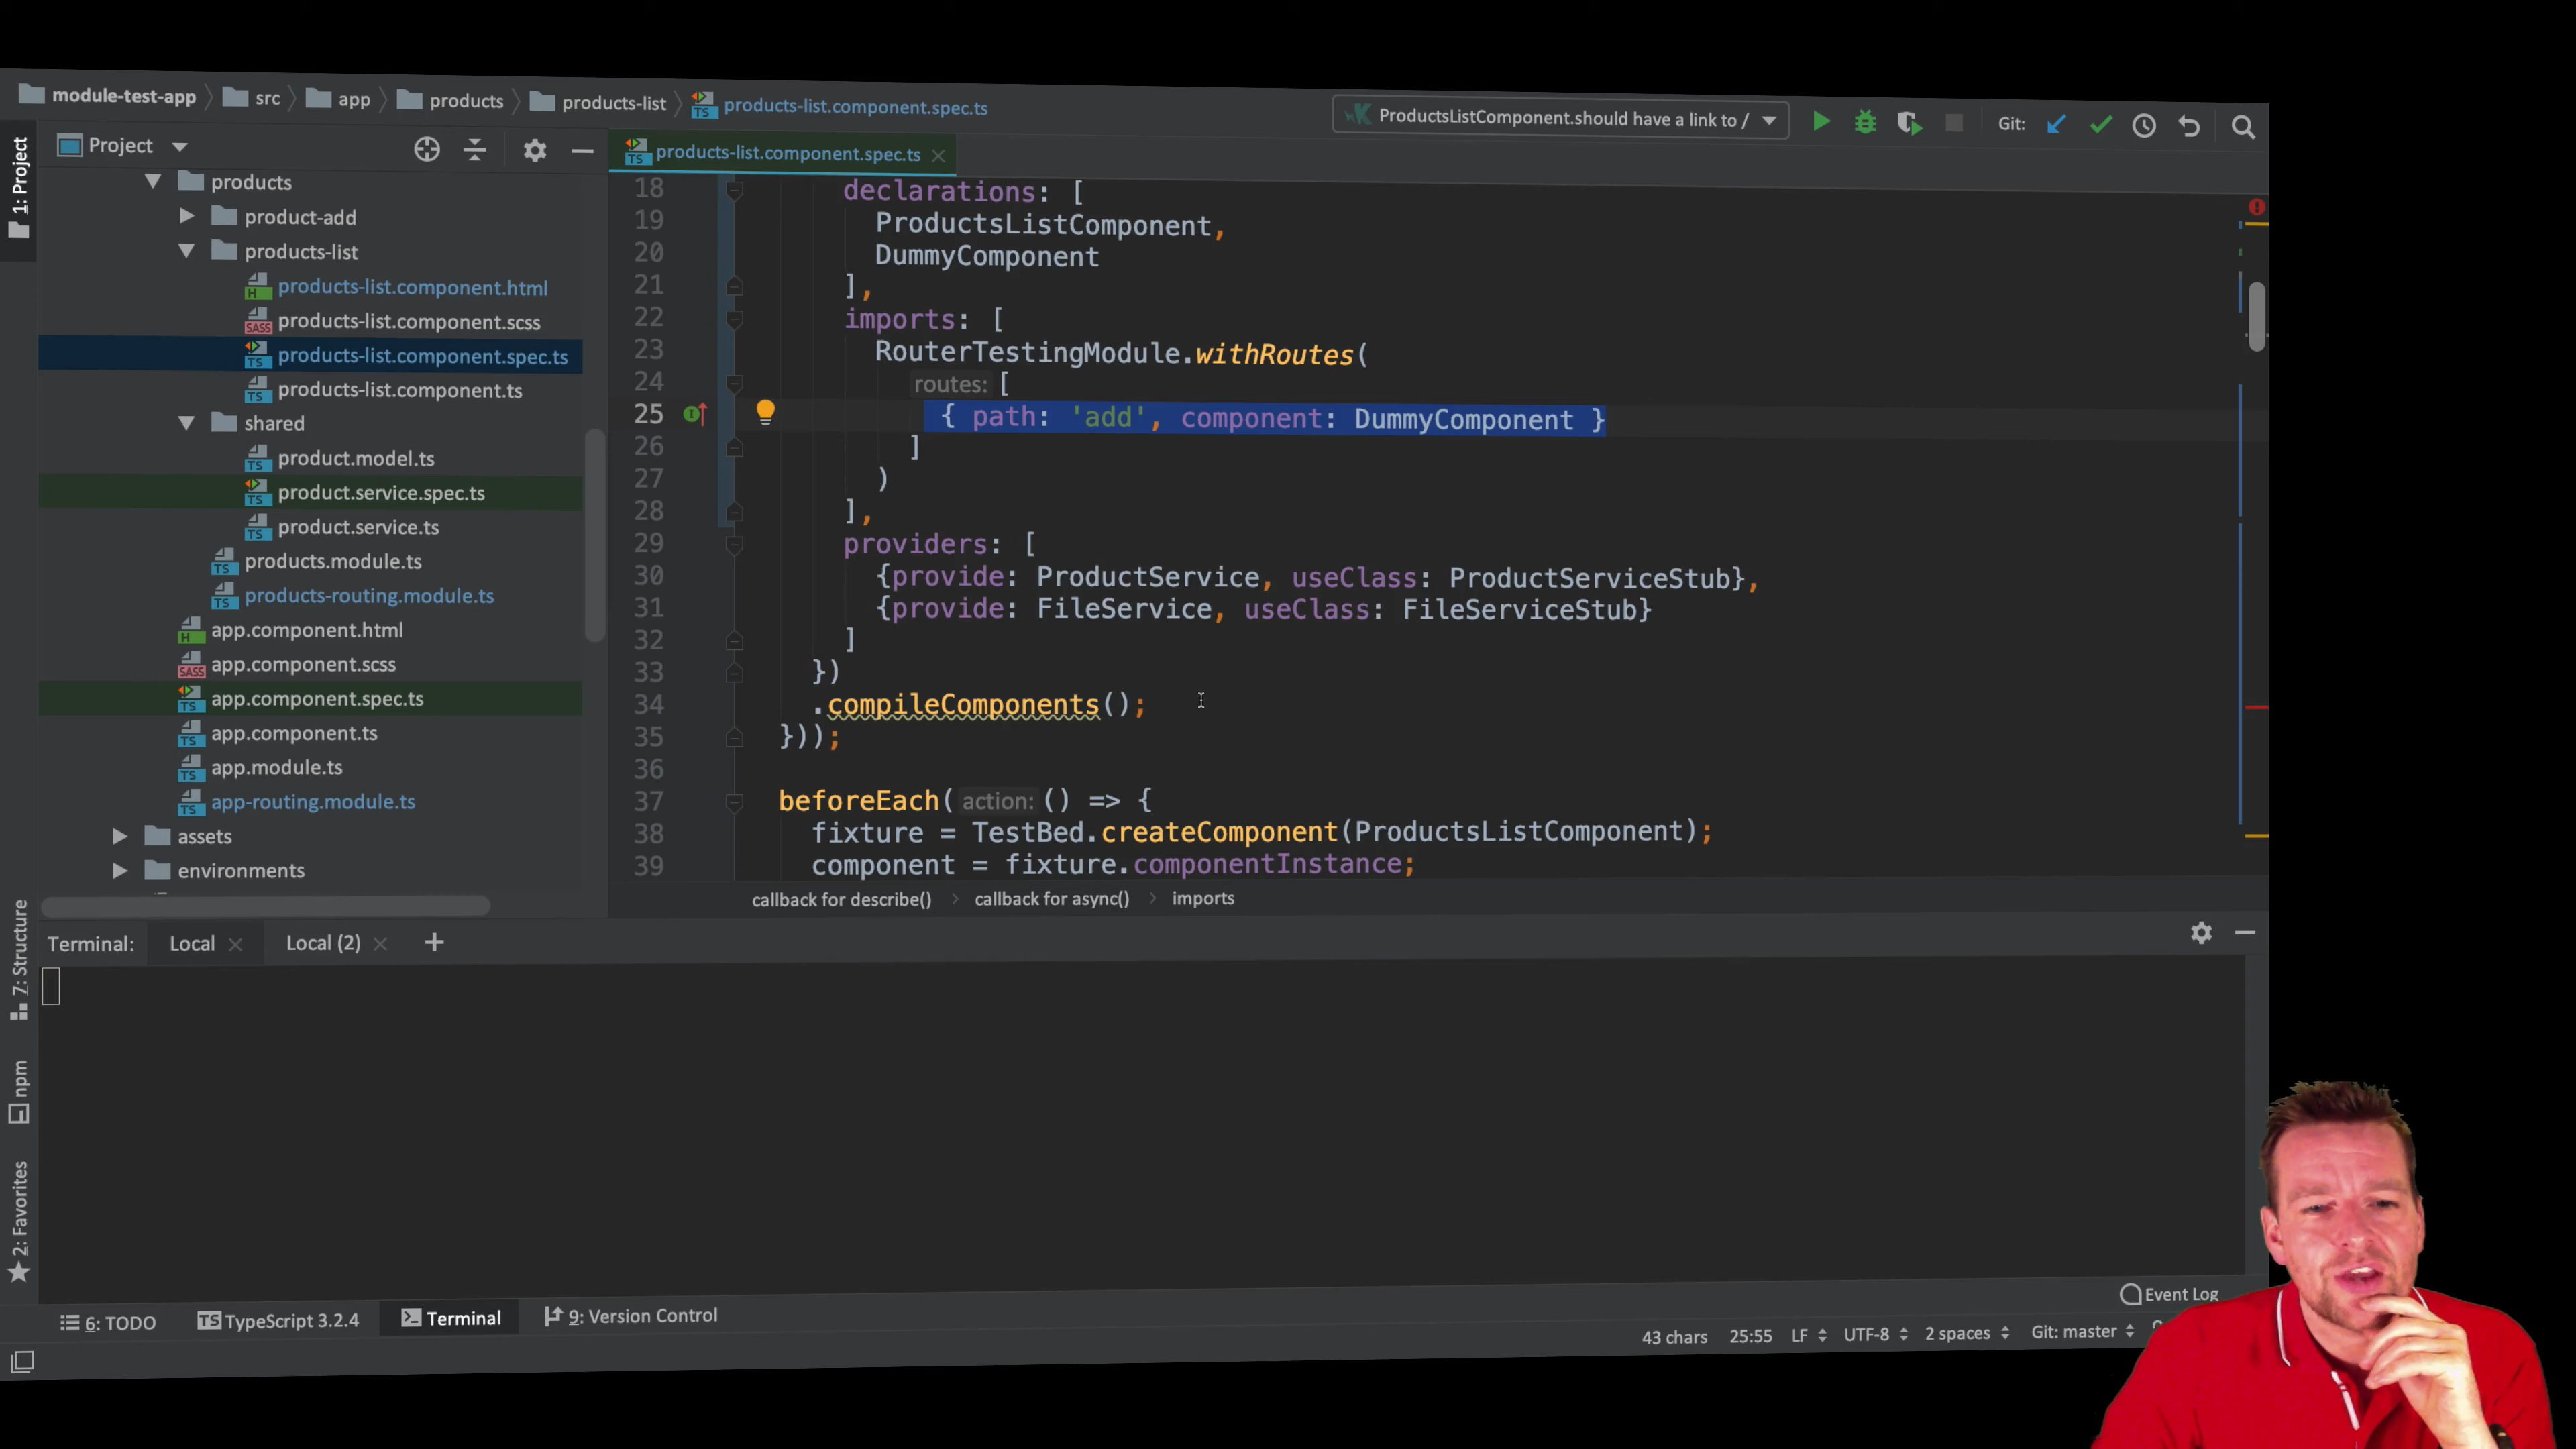 module-test-app
src
app
products
products-list
products-list.component.spec.ts
ProductsListComponent.should have a link to /
Git:
1: Project
Project
products
product-add
products-list
products-list.component.html
products-list.component.scss
products-list.component.spec.ts
products-list.component.ts
shared
product.model.ts
product.service.spec.ts
product.service.ts
products.module.ts
products-routing.module.ts
app.component.html
app.component.scss
app.component.spec.ts
app.component.ts
app.module.ts
app-routing.module.ts
assets
environments
products-list.component.spec.ts
18 declarations: [
19 ProductsListComponent,
20 DummyComponent
21 ],
22 imports: [
23 RouterTestingModule.withRoutes(
24 routes: [
25 { path: 'add', component: DummyComponent }
26 ]
27 )
28 ],
29 providers: [
30 {provide: ProductService, useClass: ProductServiceStub},
31 {provide: FileService, useClass: FileServiceStub}
32 ]
33 })
34 .compileComponents();
35 }));
36
37 beforeEach( action: () => {
38 fixture = TestBed.createComponent(ProductsListComponent);
39 component = fixture.componentInstance;
callback for describe() > callback for async() > imports
7: Structure
npm
2: Favorites
Terminal: Local Local (2) +
6: TODO
TypeScript 3.2.4
Terminal
9: Version Control
Event Log
43 chars 25:55 LF UTF-8 2 spaces Git: master